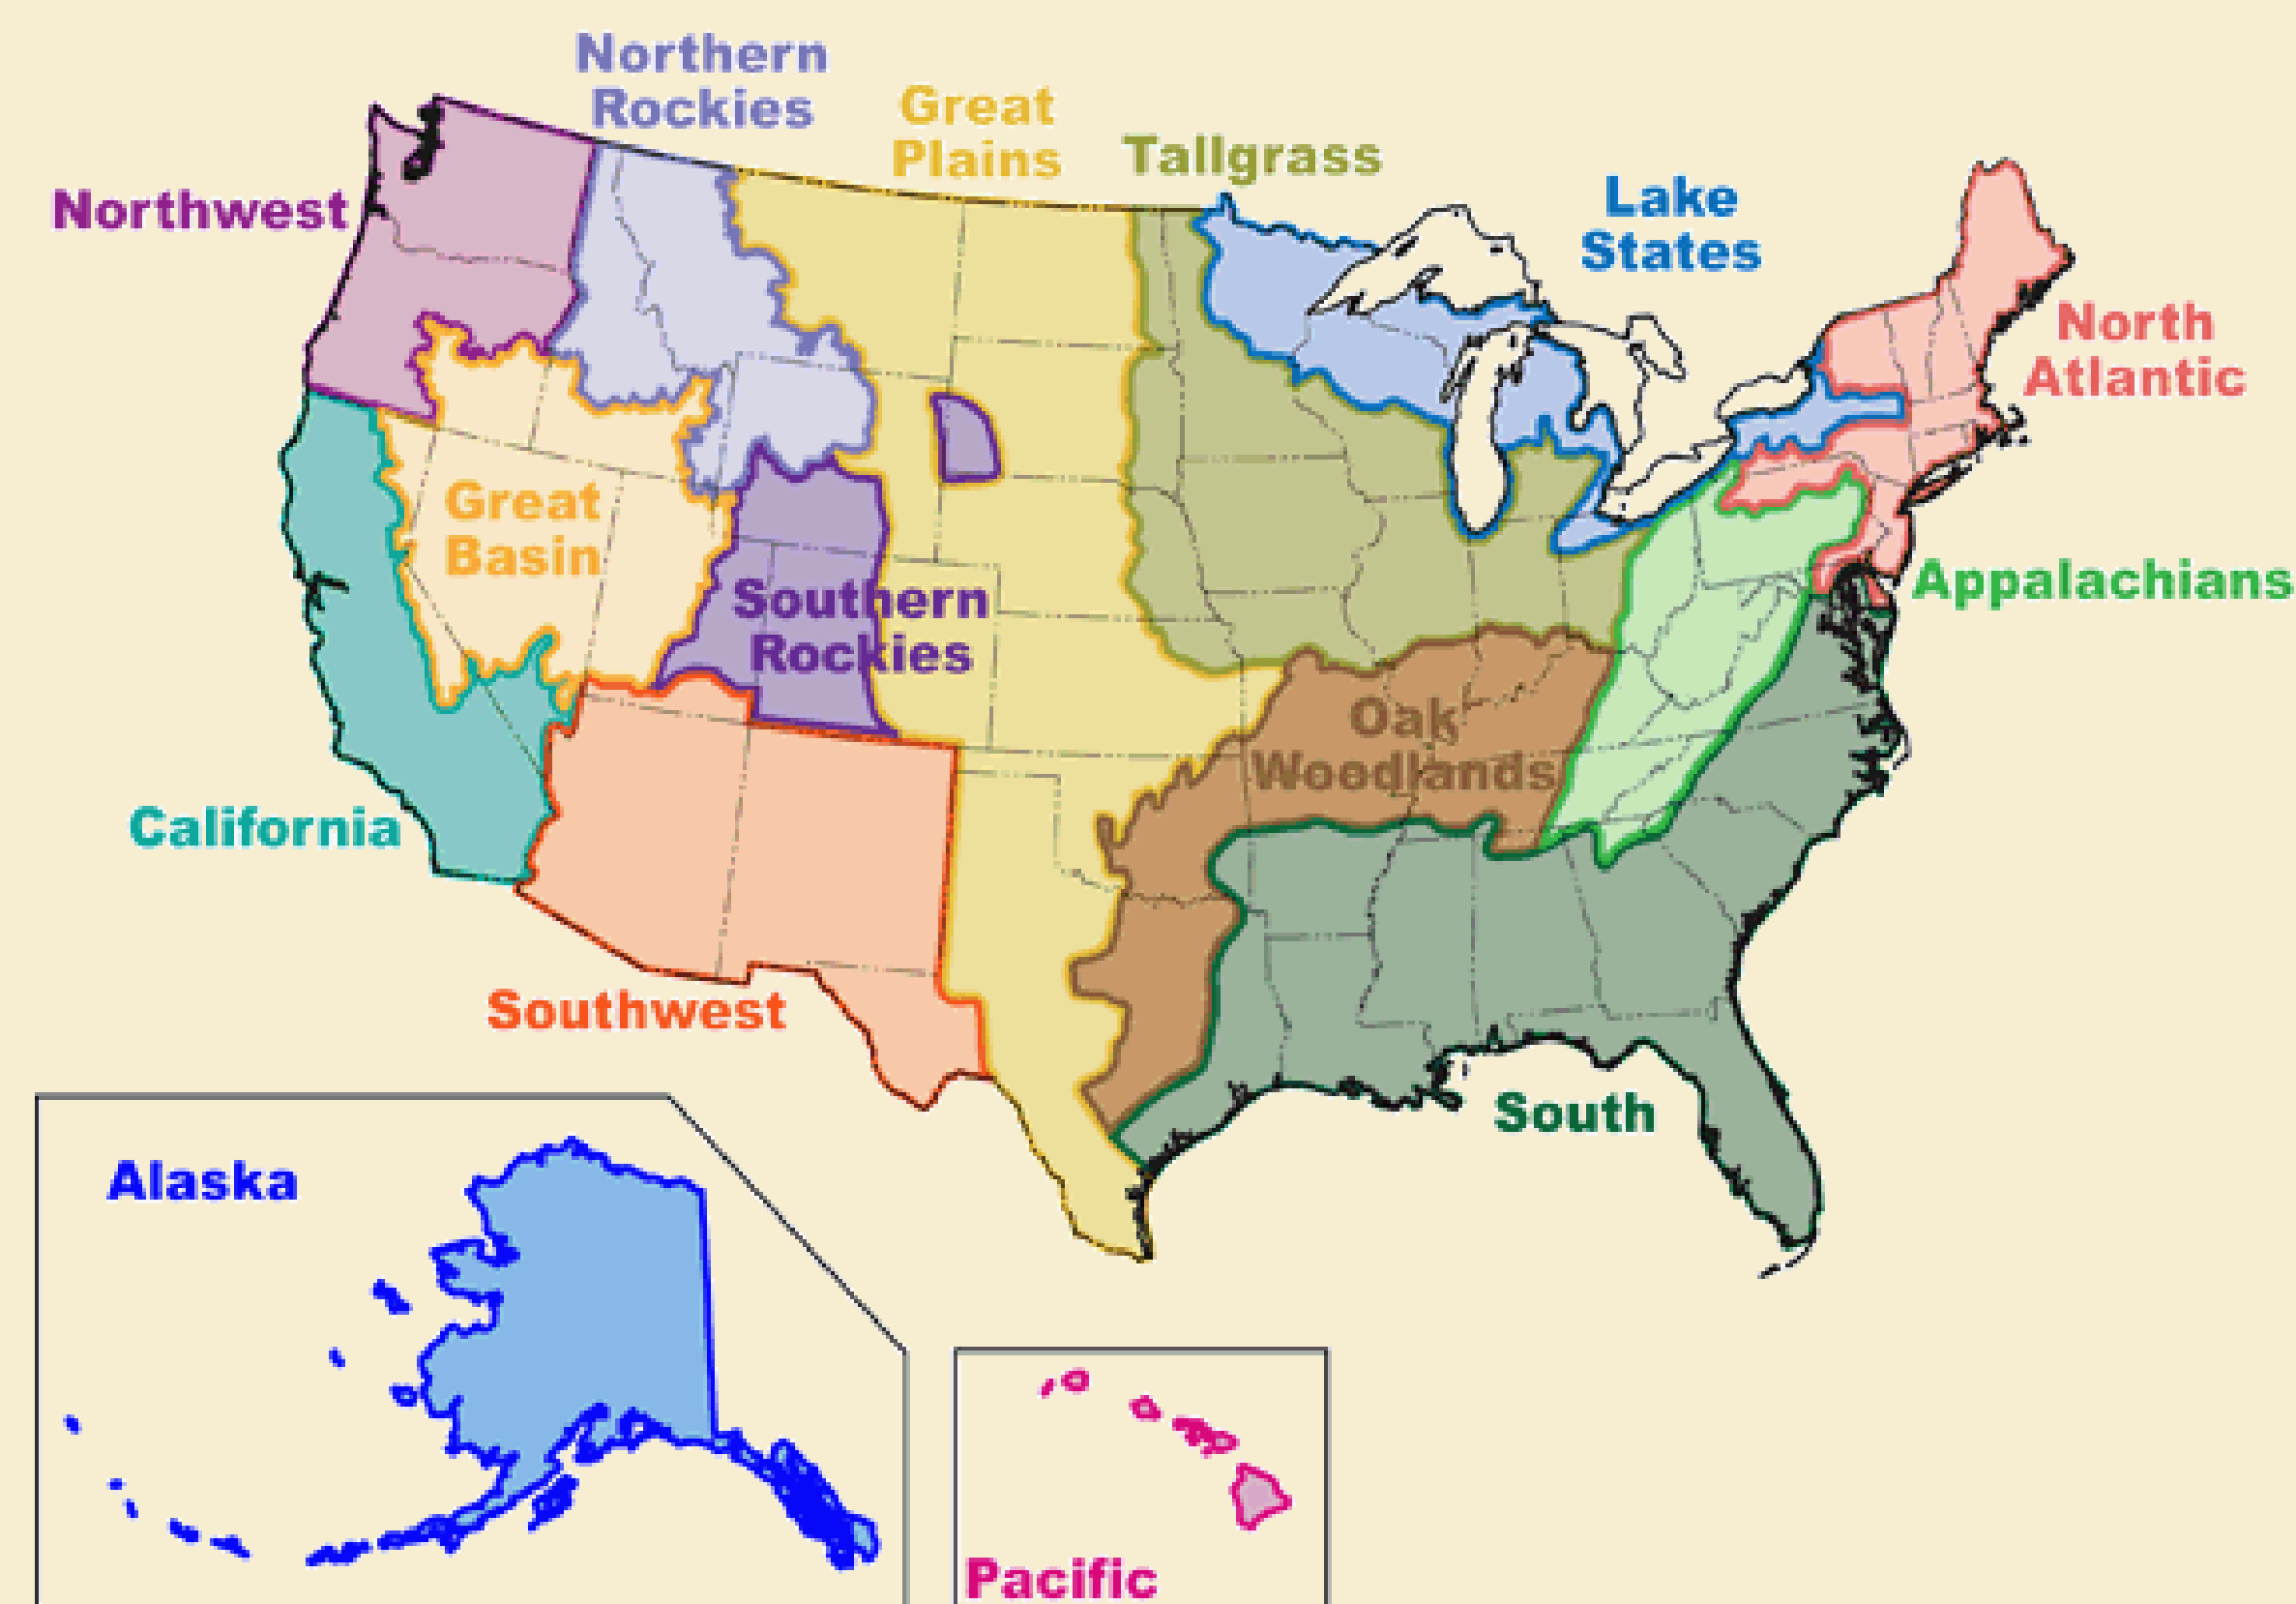 Northern
Rockies
Great
Plains
Tallgrass
Northwest
Lake
States
North
Atlantic
Great
Basin
Southern
Rockies
Appalachians
Oak
Woodlands
California
Southwest
South
Alaska
Pacific